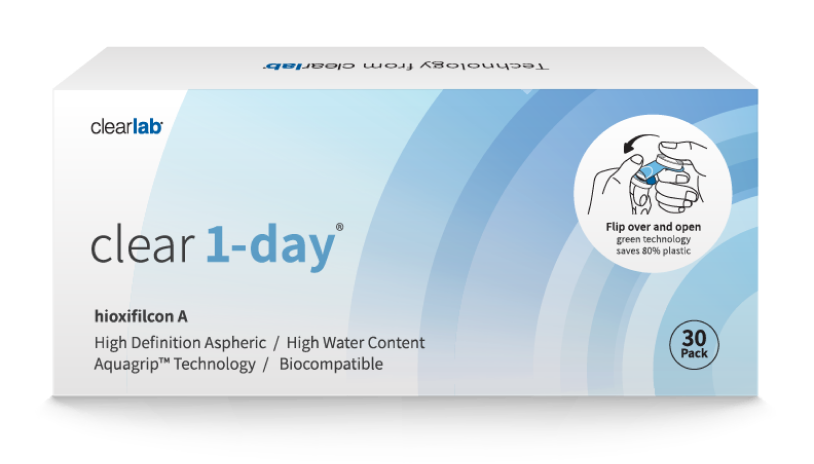 Technology from clearlab
clearlab
clear 1-day®
Flip over and open
green technology
saves 80% plastic
hioxifilcon A
High Definition Aspheric / High Water Content
Aquagrip™ Technology / Biocompatible
30
Pack